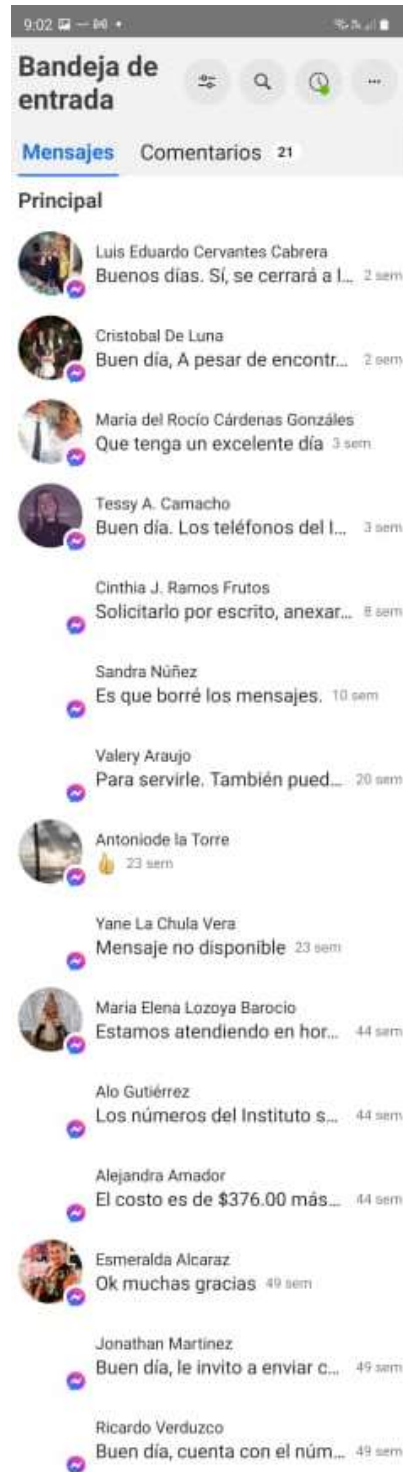 9:02
Bandeja de
entrada
Mensajes Comentarios 21
Principal
Luis Eduardo Cervantes Cabrera
Buenos días. Sí, se cerrará a l... 2 sem
Cristobal De Luna
Buen día, A pesar de encontr... 2 sem
María del Rocío Cárdenas Gonzáles
Que tenga un excelente día 3 sem
Tessy A. Camacho
Buen día. Los teléfonos del I... 3 sem
Cinthia J. Ramos Frutos
Solicitarlo por escrito, anexar... 8 sem
Sandra Núñez
Es que borré los mensajes. 10 sem
Valery Araujo
Para servirle. También pued... 20 sem
Antoniode la Torre
👍 23 sem
Yane La Chula Vera
Mensaje no disponible 23 sem
Maria Elena Lozoya Barocio
Estamos atendiendo en hor... 44 sem
Alo Gutiérrez
Los números del Instituto s... 44 sem
Alejandra Amador
El costo es de $376.00 más... 44 sem
Esmeralda Alcaraz
Ok muchas gracias 49 sem
Jonathan Martinez
Buen día, le invito a enviar c... 49 sem
Ricardo Verduzco
Buen día, cuenta con el núm... 49 sem